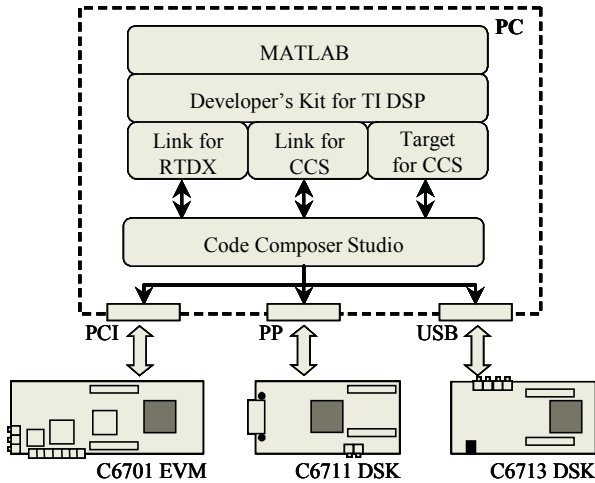 PC
MATLAB
Developer's Kit for TI DSP
Link for
RTDX
Link for
CCS
Target
for CCS
Code Composer Studio
PCI
PP
USB
C6701 EVM
C6711 DSK
C6713 DSK